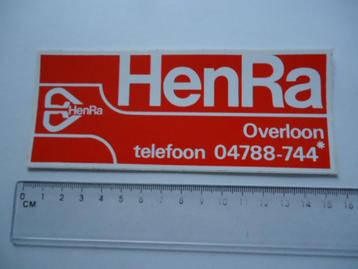 HenRa
HenRa
Overloon
telefoon 04788-744*
0 1 2 3 4 5 6 7 8 9 10 11 12 13 14 15 16
CM